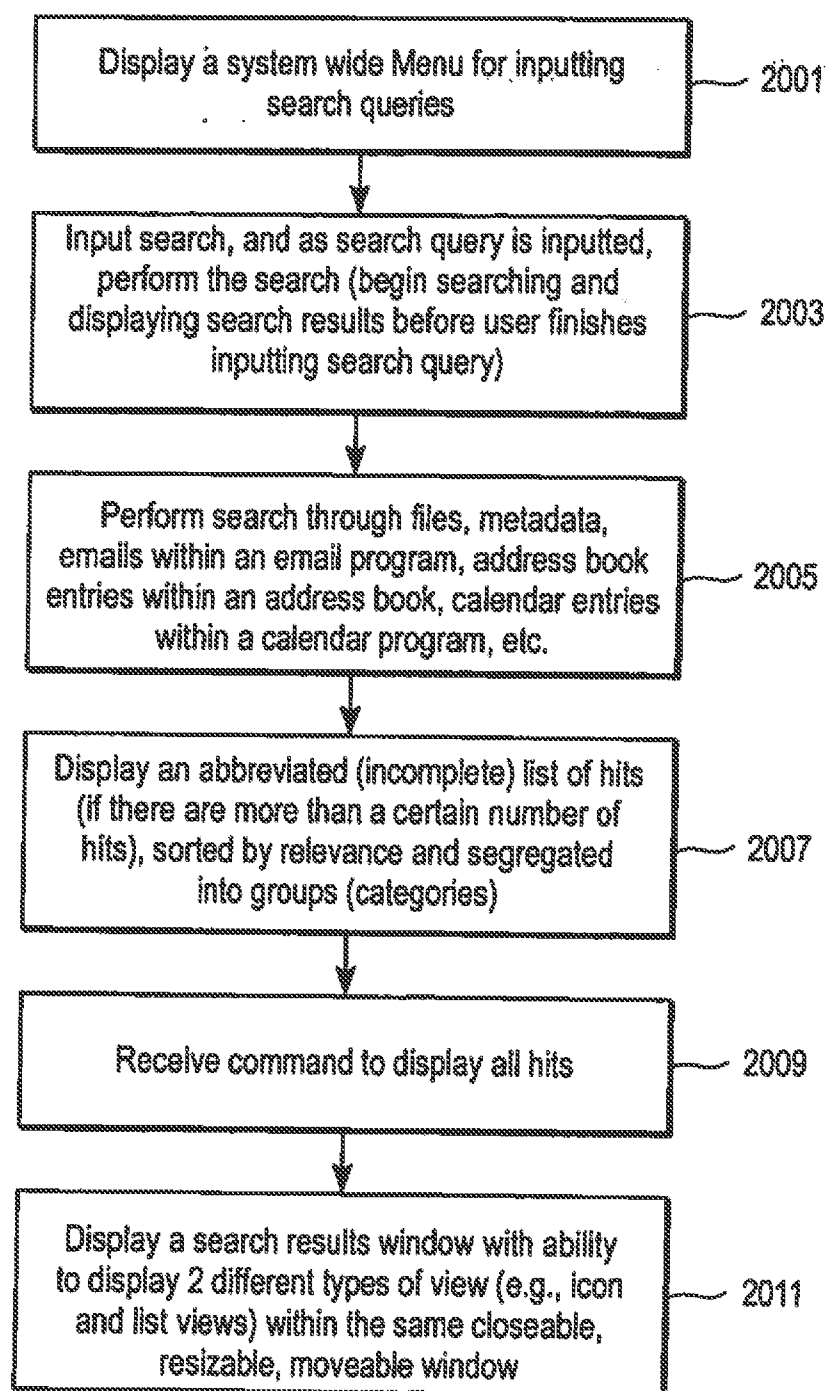 Display a system wide Menu for inputting
search queries
2001
Input search, and as search query is inputted,
perform the search (begin searching and
displaying search results before user finishes
inputting search query)
2003
Perform search through files, metadata,
emails within an email program, address book
entries within an address book, calendar entries
within a calendar program, etc.
2005
Display an abbreviated (incomplete) list of hits
(if there are more than a certain number of
hits), sorted by relevance and segregated
into groups (categories)
2007
Receive command to display all hits
2009
Display a search results window with ability
to display 2 different types of view (e.g., icon
and list views) within the same closeable,
resizable, moveable window
2011